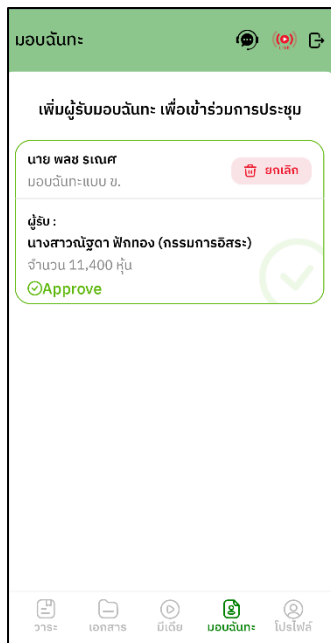 มอบฉันทะ
LIVE
เพิ่มผู้รับมอบฉันทะ เพื่อเข้าร่วมการประชุม
นาย พลช ธเณศ
ยกเลิก
มอบฉันทะแบบ ข.
ผู้รับ :
นางสาวณัฐดา ฟักทอง (กรรมการอิสระ)
จำนวน 11,400 หุ้น
Approve
วาระ เอกสาร มีเดีย มอบฉันทะ โปรไฟล์